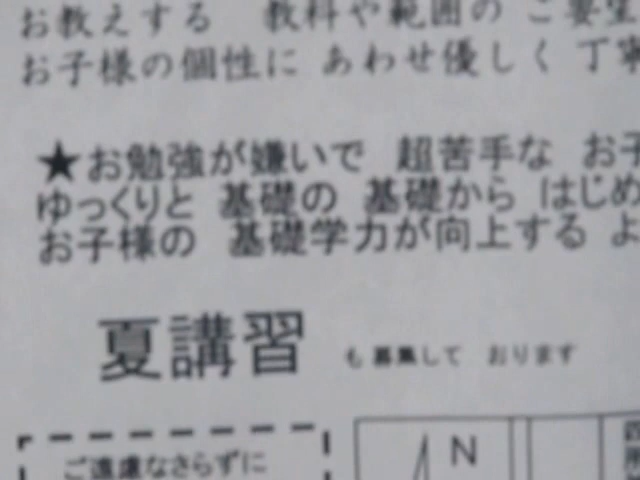 お教えする 教科や範囲の ご要
お子様の個性に あわせ優しく 丁寧
★お勉強が嫌いで 超苦手な お子
ゆっくりと 基礎の 基礎から はじめ
お子様の 基礎学力が向上する よ
夏講習 も募集して おります
ご遠慮なさらずに
N
四
所